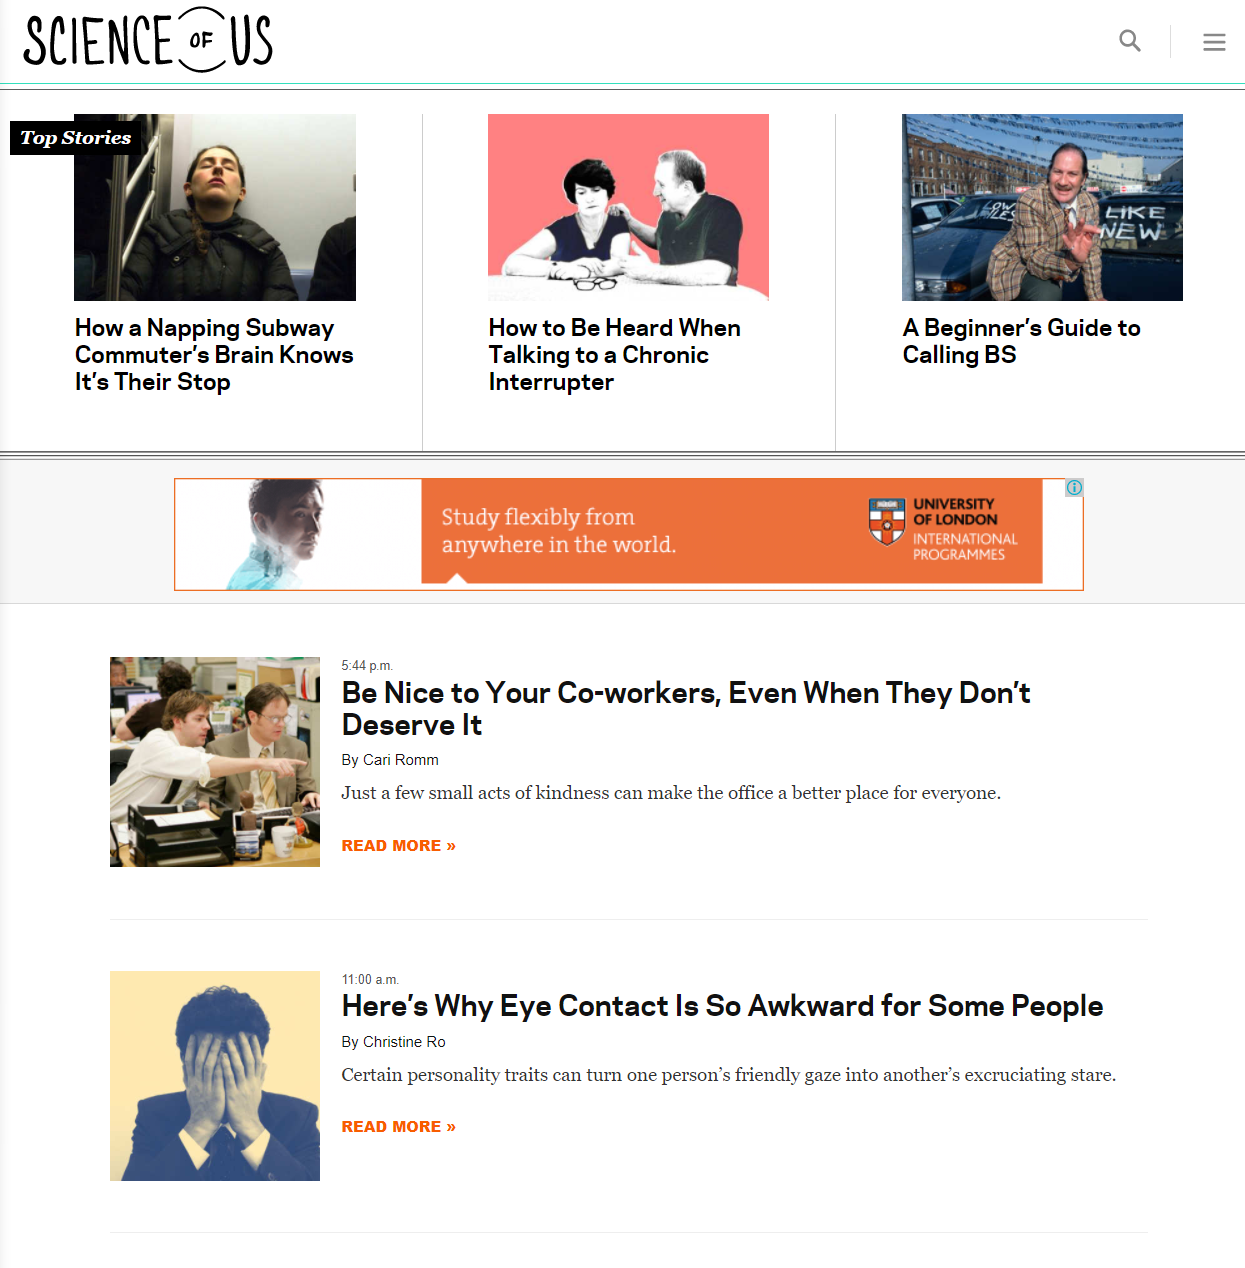 SCIENCE OF US
Top Stories
LOW
LIKE
NEW
How a Napping Subway
Commuter’s Brain Knows
It’s Their Stop
How to Be Heard When
Talking to a Chronic
Interrupter
A Beginner’s Guide to
Calling BS
Study flexibly from
anywhere in the world.
UNIVERSITY
OF LONDON
INTERNATIONAL
PROGRAMMES
5:44 p.m.
Be Nice to Your Co-workers, Even When They Don’t
Deserve It
By Cari Romm
Just a few small acts of kindness can make the office a better place for everyone.
READ MORE »
11:00 a.m.
Here’s Why Eye Contact Is So Awkward for Some People
By Christine Ro
Certain personality traits can turn one person’s friendly gaze into another’s excruciating stare.
READ MORE »